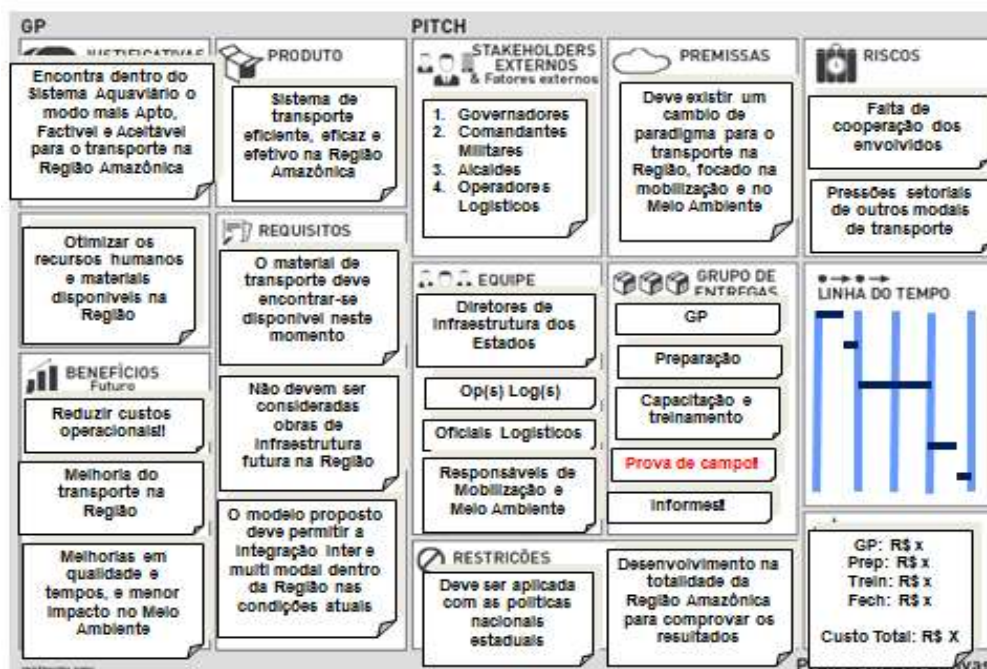 GP
PITCH
JUSTIFICATIVAS
Encontra dentro do
Sistema Aquaviário o
modo mais Apto,
Factivel e Aceitável
para o transporte na
Região Amazônica
Otimizar os
recursos humanos
e materiais
disponiveis na
Região
BENEFÍCIOS
Futuro
Reduzir custos
operacionais!!
Melhoria do
transporte na
Região
Melhorias em
qualidade e
tempos, e menor
impacto no Meio
Ambiente
PRODUTO
Sistema de
transporte
eficiente, eficaz e
efetivo na Região
Amazônica
REQUISITOS
O material de
transporte deve
encontrar-se
disponivel neste
momento
Não devem ser
consideradas
obras de
infraestrutura
futura na Região
O modelo proposto
deve permitir a
integração inter e
multi modal dentro
da Região nas
condições atuais
STAKEHOLDERS
EXTERNOS
& Fatores externos
1. Governadores
2. Comandantes
Militares
3. Alcaldes
4. Operadores
Logisticos
EQUIPE
Diretores de
infraestrutura dos
Estados
Op(s) Log(s)
Oficiais Logisticos
Responsáveis de
Mobilização e
Meio Ambiente
PREMISSAS
Deve existir um
cambio de
paradigma para o
transporte na
Região, focado na
mobilização e no
Meio Ambiente
GRUPO DE
ENTREGAS
GP
Preparação
Capacitação e
treinamento
Prova de campo!!
Informes!!
RESTRIÇÕES
Deve ser aplicada
com as politicas
nacionais
estaduais
Desenvolvimento na
totalidade da
Região Amazônica
para comprovar os
resultados
RISCOS
Falta de
cooperação dos
envolvidos
Pressões setoriais
de outros modais
de transporte
LINHA DO TEMPO
GP: R$ x
Prep: R$ x
Trein: R$ x
Fech: R$ x
Custo Total: R$ X